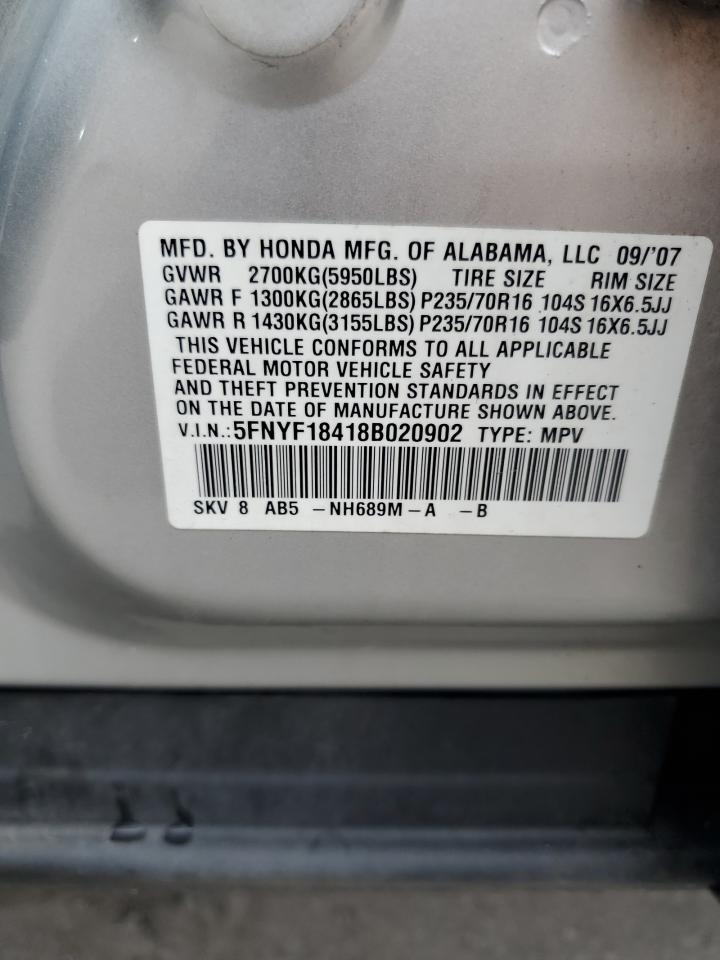 MFD. BY HONDA MFG. OF ALABAMA, LLC 09/'07
GVWR 2700KG(5950LBS) TIRE SIZE RIM SIZE
GAWR F 1300KG(2865LBS) P235/70R16 104S 16X6.5JJ
GAWR R 1430KG(3155LBS) P235/70R16 104S 16X6.5JJ
THIS VEHICLE CONFORMS TO ALL APPLICABLE
FEDERAL MOTOR VEHICLE SAFETY
AND THEFT PREVENTION STANDARDS IN EFFECT
ON THE DATE OF MANUFACTURE SHOWN ABOVE.
V.I.N.:5FNYF18418B020902 TYPE: MPV
SKV 8 AB5 -NH689M-A -B